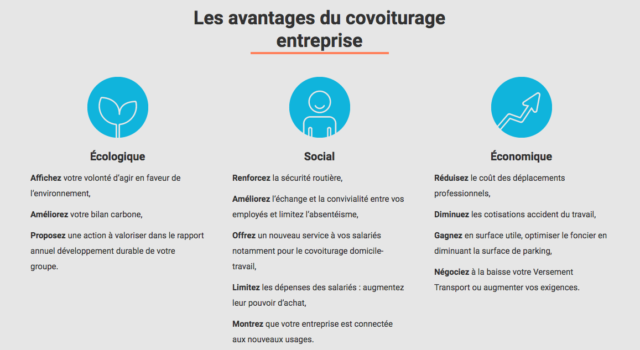 Les avantages du covoiturage
entreprise
Écologique
Affichez votre volonté d'agir en faveur de
l'environnement,
Améliorez votre bilan carbone,
Proposez une action à valoriser dans le rapport
annuel développement durable de votre
groupe.
Social
Renforcez la sécurité routière,
Améliorez l'échange et la convivialité entre vos
employés et limitez l'absentéisme,
Offrez un nouveau service à vos salariés
notamment pour le covoiturage domicile-
travail,
Limitez les dépenses des salariés : augmentez
leur pouvoir d'achat,
Montrez que votre entreprise est connectée
aux nouveaux usages.
Économique
Réduisez le coût des déplacements
professionnels,
Diminuez les cotisations accident du travail,
Gagnez en surface utile, optimiser le foncier en
diminuant la surface de parking,
Négociez à la baisse votre Versement
Transport ou augmenter vos exigences.